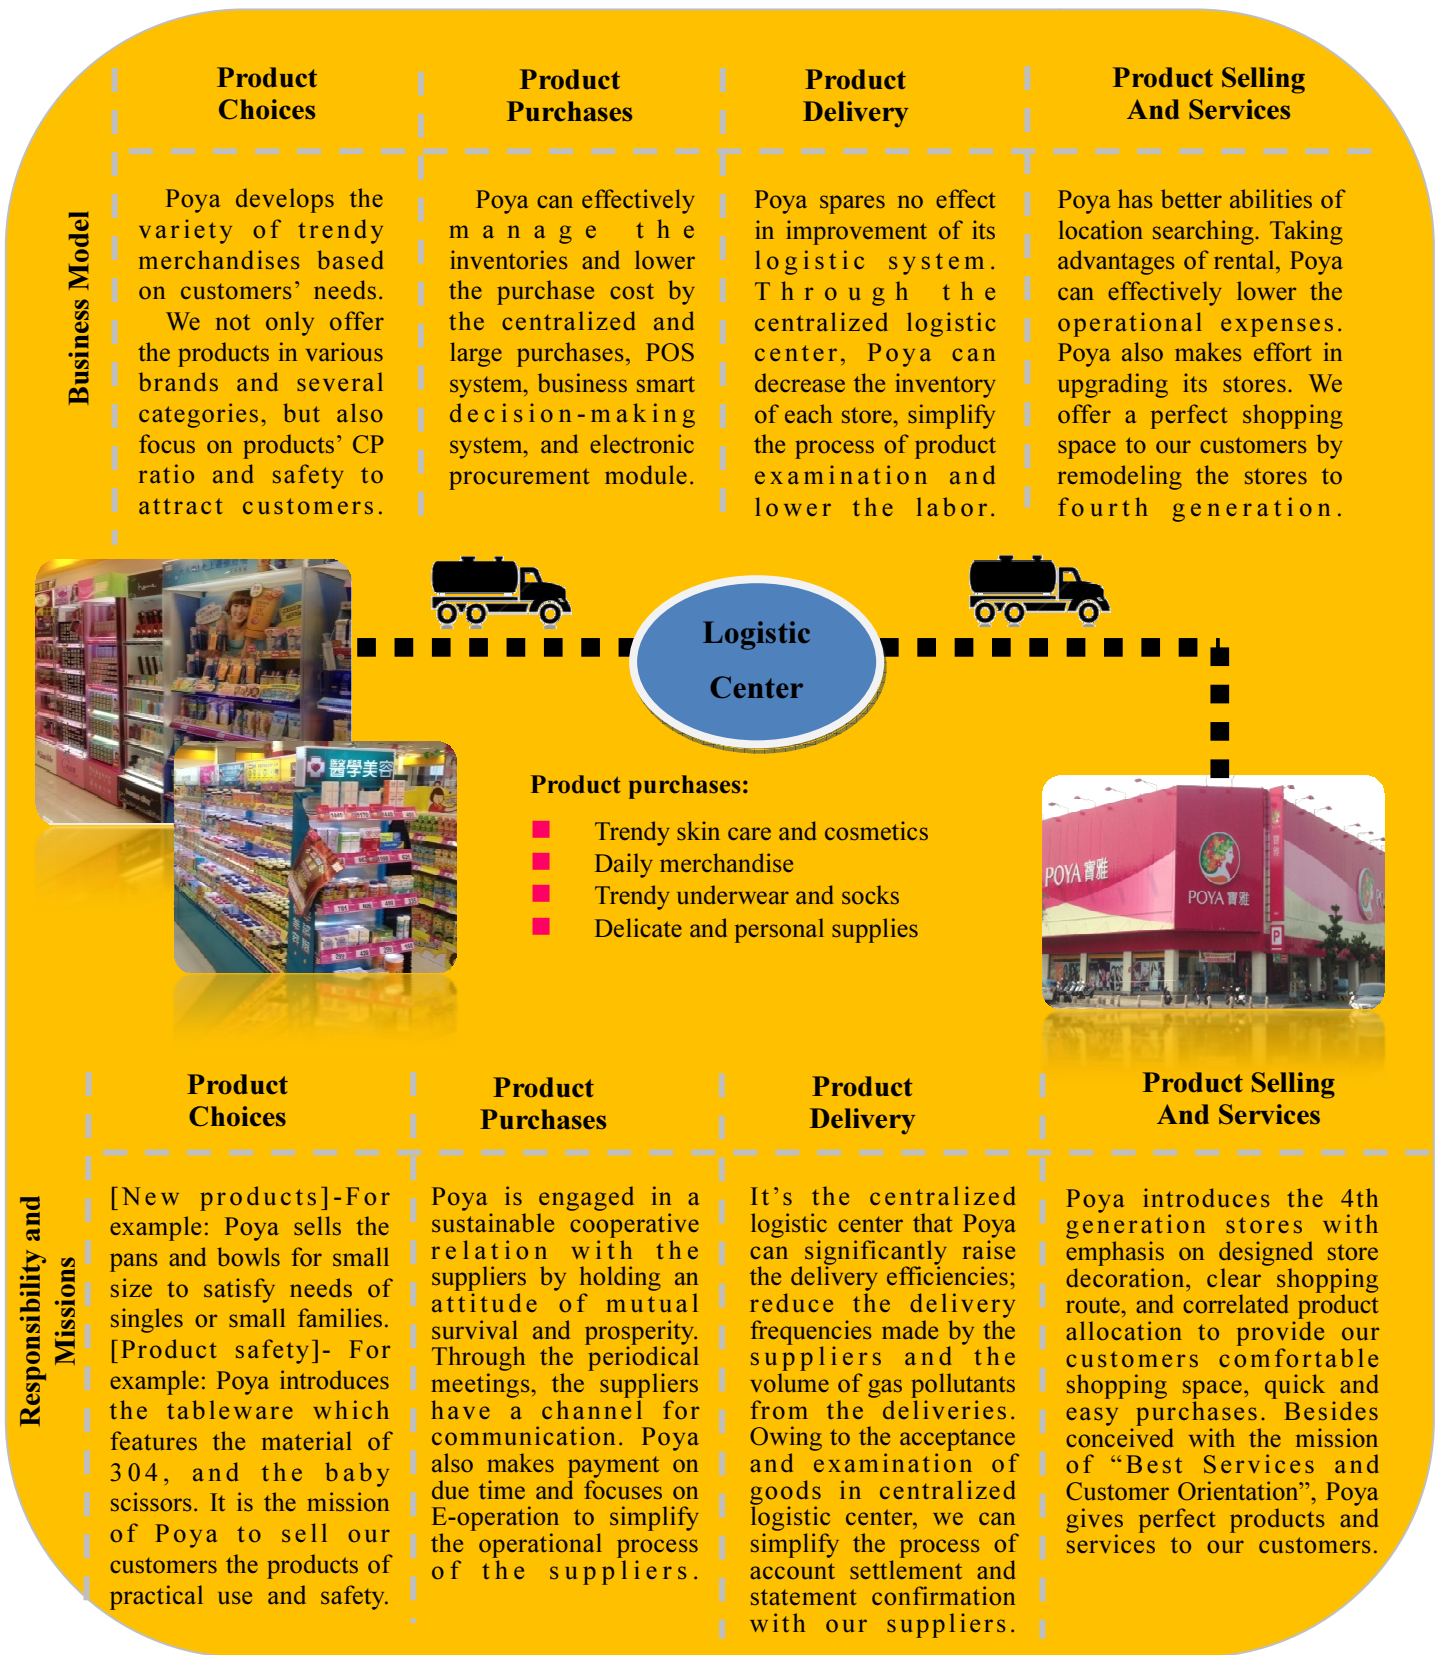 Product
Choices
Product
Purchases
Product
Delivery
Product Selling
And Services
Business Model
Poya develops the
variety of trendy
merchandises based
on customers’ needs.
We not only offer
the products in various
brands and several
categories, but also
focus on products’ CP
ratio and safety to
attract customers.
Poya can effectively
manage the
inventories and lower
the purchase cost by
the centralized and
large purchases, POS
system, business smart
decision-making
system, and electronic
procurement module.
Poya spares no effect
in improvement of its
logistic system.
Through the
centralized logistic
center, Poya can
decrease the inventory
of each store, simplify
the process of product
examination and
lower the labor.
Poya has better abilities of
location searching. Taking
advantages of rental, Poya
can effectively lower the
operational expenses.
Poya also makes effort in
upgrading its stores. We
offer a perfect shopping
space to our customers by
remodeling the stores to
fourth generation.
Logistic
Center
醫學美容
Product purchases:
Trendy skin care and cosmetics
Daily merchandise
Trendy underwear and socks
Delicate and personal supplies
POYA 寶雅
POYA 寶雅
P
Product
Choices
Product
Purchases
Product
Delivery
Product Selling
And Services
Responsibility and
Missions
[New products]-For
example: Poya sells the
pans and bowls for small
size to satisfy needs of
singles or small families.
[Product safety]- For
example: Poya introduces
the tableware which
features the material of
304, and the baby
scissors. It is the mission
of Poya to sell our
customers the products of
practical use and safety.
Poya is engaged in a
sustainable cooperative
relation with the
suppliers by holding an
attitude of mutual
survival and prosperity.
Through the periodical
meetings, the suppliers
have a channel for
communication. Poya
also makes payment on
due time and focuses on
E-operation to simplify
the operational process
of the suppliers.
It’s the centralized
logistic center that Poya
can significantly raise
the delivery efficiencies;
reduce the delivery
frequencies made by the
suppliers and the
volume of gas pollutants
from the deliveries.
Owing to the acceptance
and examination of
goods in centralized
logistic center, we can
simplify the process of
account settlement and
statement confirmation
with our suppliers.
Poya introduces the 4th
generation stores with
emphasis on designed store
decoration, clear shopping
route, and correlated product
allocation to provide our
customers comfortable
shopping space, quick and
easy purchases. Besides
conceived with the mission
of “Best Services and
Customer Orientation”, Poya
gives perfect products and
services to our customers.